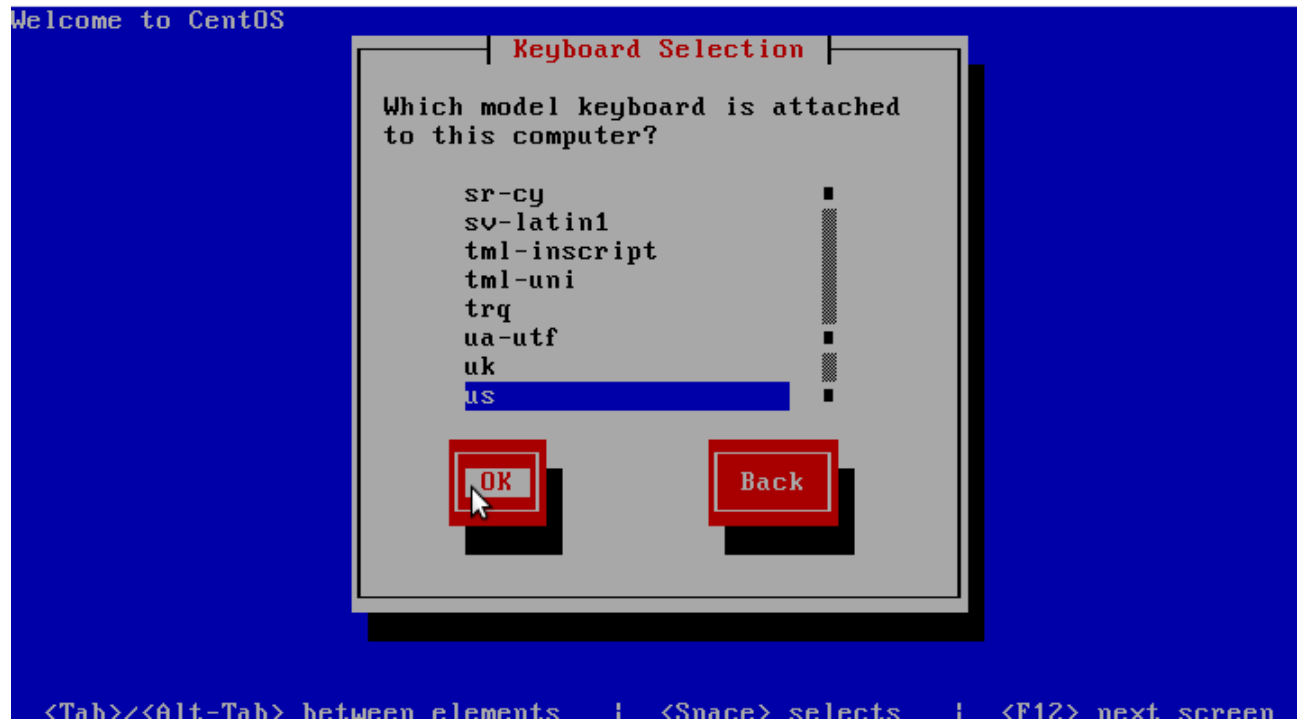 Welcome to CentOS
Keyboard Selection
Which model keyboard is attached
to this computer?
sr-cy
sv-latin1
tml-inscript
tml-uni
trq
ua-utf
uk
us
OK Back
<Tab>/<Alt-Tab> between elements | <Space> selects | <F12> next screen